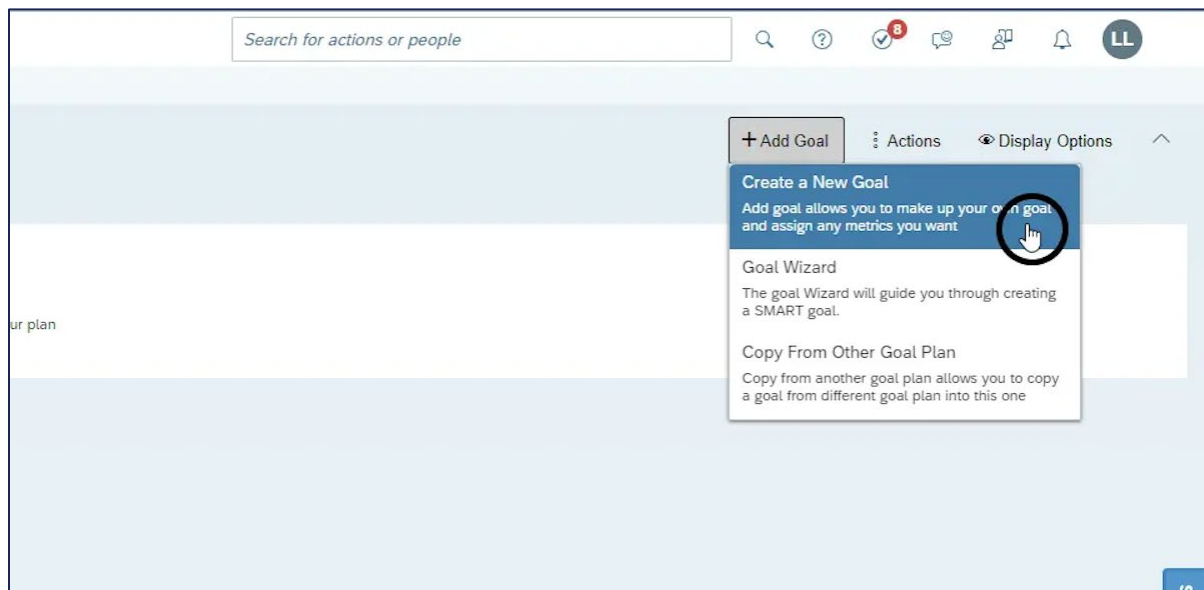 Search for actions or people
8
LL
+ Add Goal
Actions
Display Options
Create a New Goal
Add goal allows you to make up your own goal
and assign any metrics you want
Goal Wizard
The goal Wizard will guide you through creating
a SMART goal.
ur plan
Copy From Other Goal Plan
Copy from another goal plan allows you to copy
a goal from different goal plan into this one